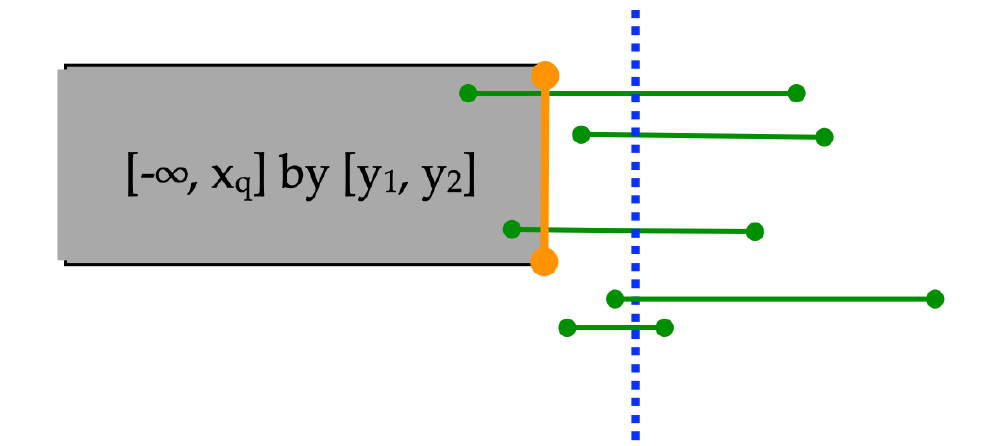 [-∞, xq] by [y1, y2]